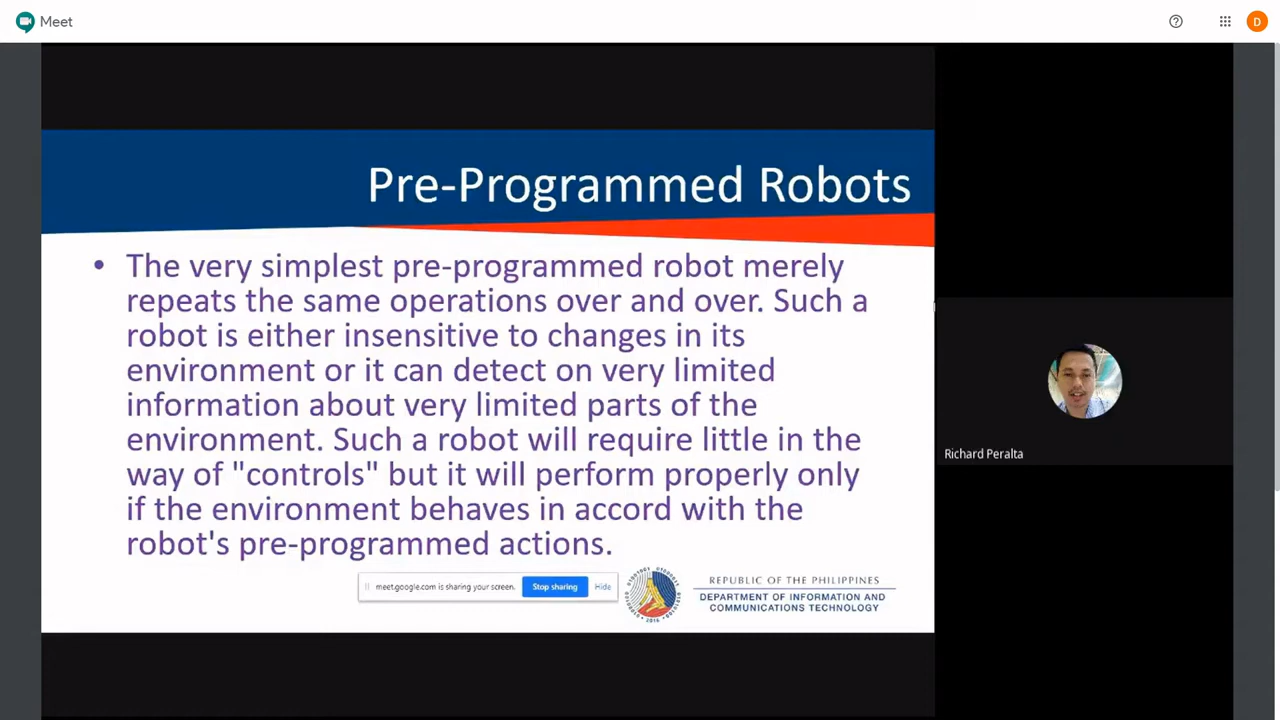 Meet
D
Pre-Programmed Robots
• The very simplest pre-programmed robot merely
repeats the same operations over and over. Such a
robot is either insensitive to changes in its
environment or it can detect on very limited
information about very limited parts of the
environment. Such a robot will require little in the
way of "controls" but it will perform properly only
if the environment behaves in accord with the
robot's pre-programmed actions.
Richard Peralta
meet.google.com is sharing your screen.
Stop sharing
Hide
REPUBLIC OF THE PHILIPPINES
DEPARTMENT OF INFORMATION AND
COMMUNICATIONS TECHNOLOGY
2016